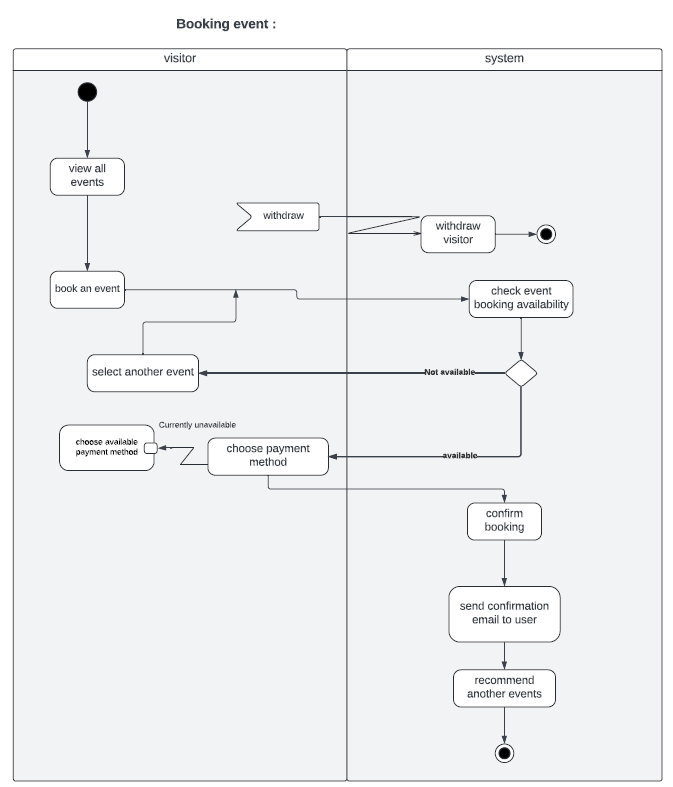 Booking event :
visitor
system
view all
events
withdraw
withdraw
visitor
book an event
check event
booking availability
select another event
Not available
Currently unavailable
choose available
payment method
choose payment
method
available
confirm
booking
send confirmation
email to user
recommend
another events